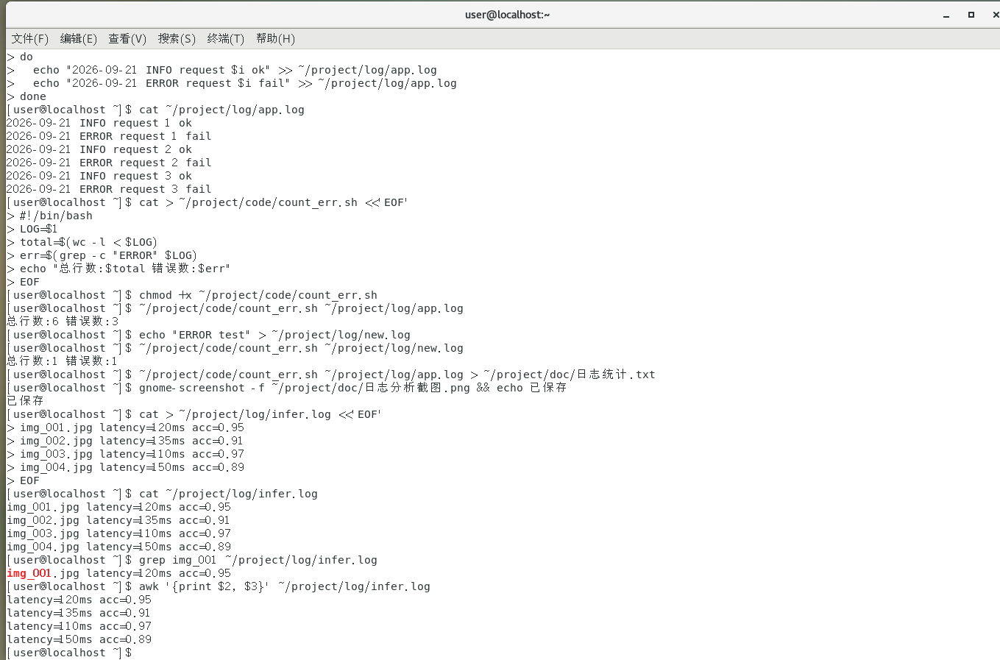 user@localhost:~
文件(F) 编辑(E) 查看(V) 搜索(S) 终端(T) 帮助(H)
> do
>   echo "2026-09-21 INFO request $i ok" >> ~/project/log/app.log
>   echo "2026-09-21 ERROR request $i fail" >> ~/project/log/app.log
> done
[user@localhost ~]$ cat ~/project/log/app.log
2026-09-21 INFO request 1 ok
2026-09-21 ERROR request 1 fail
2026-09-21 INFO request 2 ok
2026-09-21 ERROR request 2 fail
2026-09-21 INFO request 3 ok
2026-09-21 ERROR request 3 fail
[user@localhost ~]$ cat > ~/project/code/count_err.sh <<'EOF'
> #!/bin/bash
> LOG=$1
> total=$(wc -l < $LOG)
> err=$(grep -c "ERROR" $LOG)
> echo "总行数:$total 错误数:$err"
> EOF
[user@localhost ~]$ chmod +x ~/project/code/count_err.sh
[user@localhost ~]$ ~/project/code/count_err.sh ~/project/log/app.log
总行数:6 错误数:3
[user@localhost ~]$ echo "ERROR test" > ~/project/log/new.log
[user@localhost ~]$ ~/project/code/count_err.sh ~/project/log/new.log
总行数:1 错误数:1
[user@localhost ~]$ ~/project/code/count_err.sh ~/project/log/app.log > ~/project/doc/日志统计.txt
[user@localhost ~]$ gnome-screenshot -f ~/project/doc/日志分析截图.png && echo 已保存
已保存
[user@localhost ~]$ cat > ~/project/log/infer.log <<'EOF'
> img_001.jpg latency=120ms acc=0.95
> img_002.jpg latency=135ms acc=0.91
> img_003.jpg latency=110ms acc=0.97
> img_004.jpg latency=150ms acc=0.89
> EOF
[user@localhost ~]$ cat ~/project/log/infer.log
img_001.jpg latency=120ms acc=0.95
img_002.jpg latency=135ms acc=0.91
img_003.jpg latency=110ms acc=0.97
img_004.jpg latency=150ms acc=0.89
[user@localhost ~]$ grep img_001 ~/project/log/infer.log
img_001.jpg latency=120ms acc=0.95
[user@localhost ~]$ awk '{print $2, $3}' ~/project/log/infer.log
latency=120ms acc=0.95
latency=135ms acc=0.91
latency=110ms acc=0.97
latency=150ms acc=0.89
[user@localhost ~]$